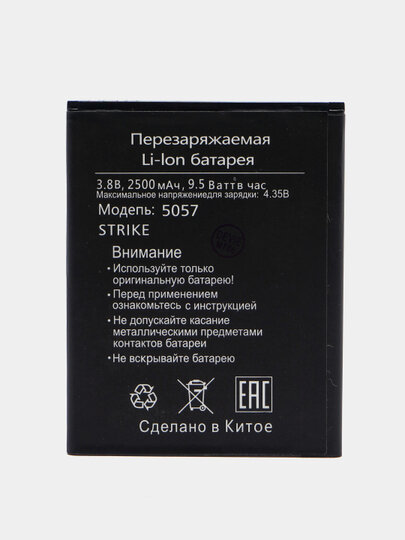 Перезаряжаемая
Li-Ion батарея
3.8В, 2500 мАч, 9.5 Ваттв час
Максимальное напряжениедля зарядки: 4.35В
Модель: 5057
STRIKE
Внимание
• Используйте только
оригинальную батарею!
• Перед применением
ознакомьтесь с инструкцией
• Не допускайте касание
металлическими предметами
контактов батареи
• Не вскрывайте батарею
EAC
Сделано в Китое